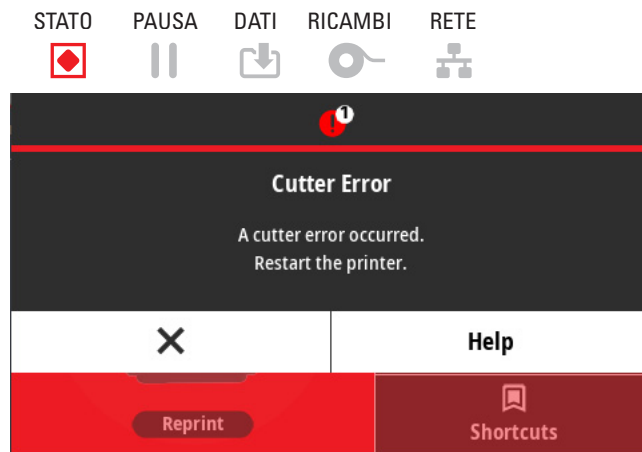 STATO PAUSA DATI RICAMBI RETE
1
Cutter Error
A cutter error occurred.
Restart the printer.
Help
Reprint
Shortcuts